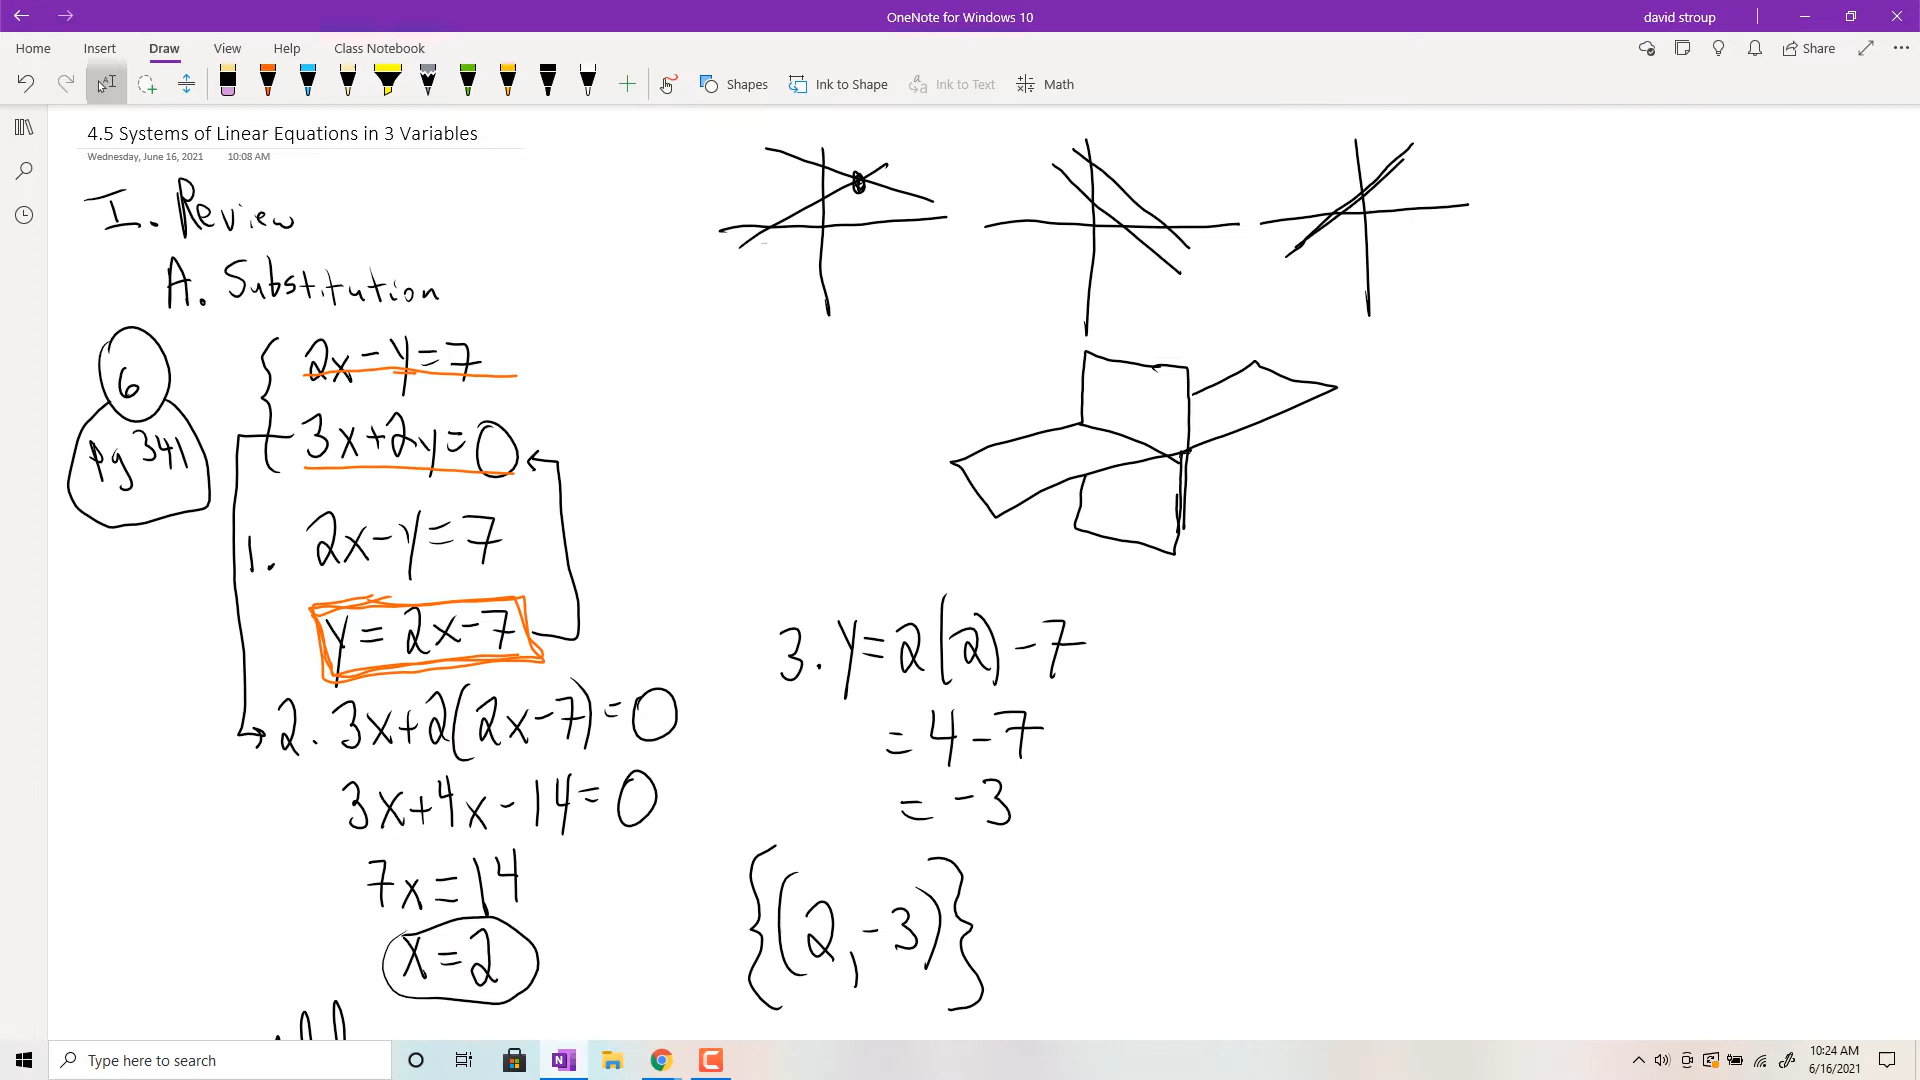 OneNote for Windows 10
david stroup
Home Insert Draw View Help Class Notebook
Share
Shapes Ink to Shape Ink to Text Math
4.5 Systems of Linear Equations in 3 Variables
Wednesday, June 16, 2021 10:08 AM
I. Review
A. Substitution
6
pg 341
2x-y=7
3x+2y=0
1. 2x-y=7
y=2x-7
2. 3x+2(2x-7)=0
3x+4x-14=0
7x=14
x=2
3. y=2(2)-7
=4-7
=-3
{(2,-3)}
Type here to search
10:24 AM
6/16/2021